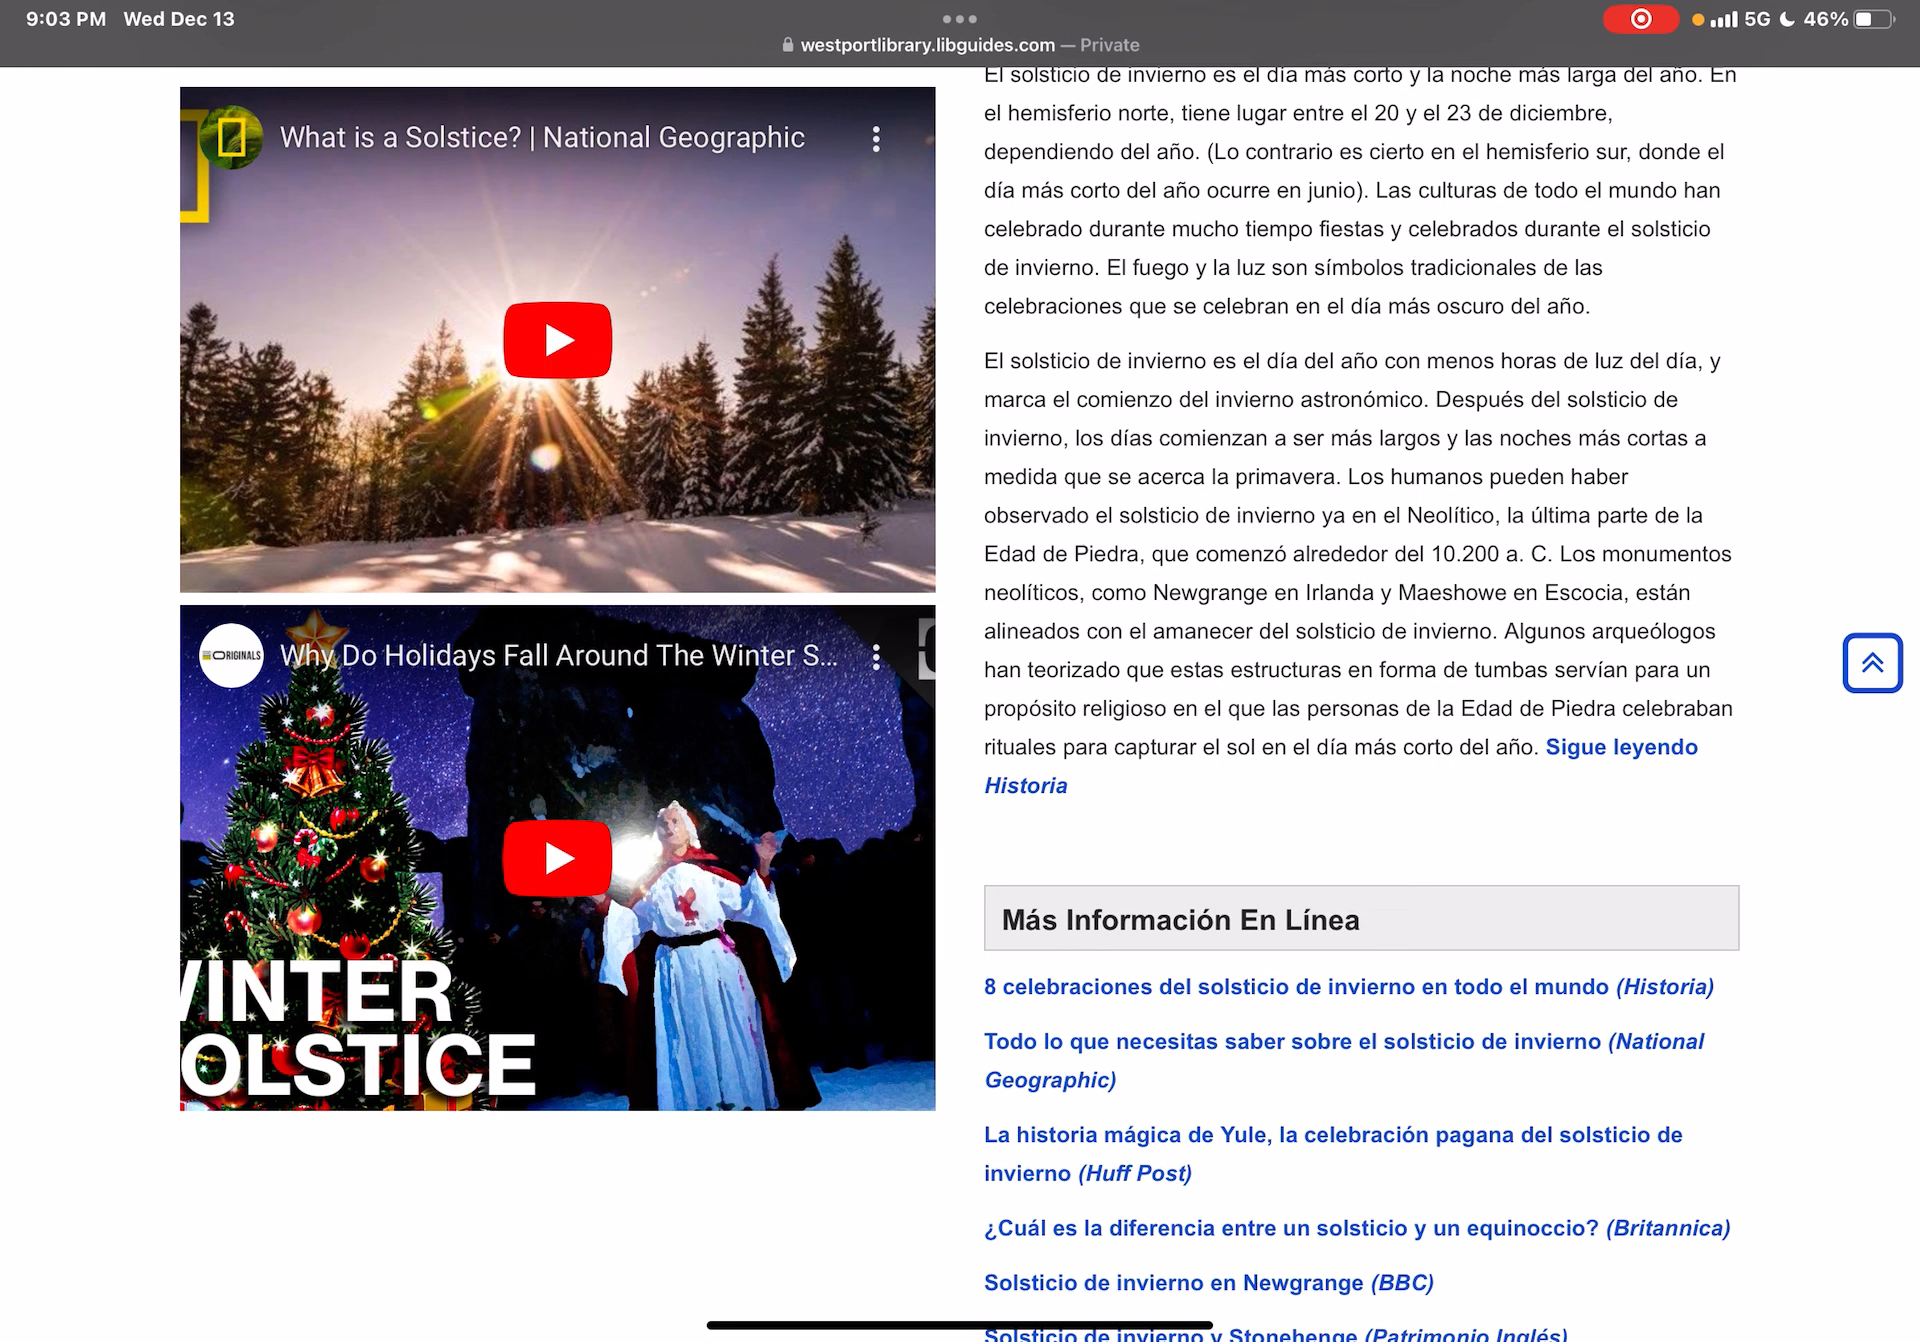 9:03 PM Wed Dec 13
5G 46%
westportlibrary.libguides.com — Private
What is a Solstice? | National Geographic
ORIGINALS
Why Do Holidays Fall Around The Winter S...
WINTER
OLSTICE
El solsticio de invierno es el día más corto y la noche más larga del año. En
el hemisferio norte, tiene lugar entre el 20 y el 23 de diciembre,
dependiendo del año. (Lo contrario es cierto en el hemisferio sur, donde el
día más corto del año ocurre en junio). Las culturas de todo el mundo han
celebrado durante mucho tiempo fiestas y celebrados durante el solsticio
de invierno. El fuego y la luz son símbolos tradicionales de las
celebraciones que se celebran en el día más oscuro del año.
El solsticio de invierno es el día del año con menos horas de luz del día, y
marca el comienzo del invierno astronómico. Después del solsticio de
invierno, los días comienzan a ser más largos y las noches más cortas a
medida que se acerca la primavera. Los humanos pueden haber
observado el solsticio de invierno ya en el Neolítico, la última parte de la
Edad de Piedra, que comenzó alrededor del 10.200 a. C. Los monumentos
neolíticos, como Newgrange en Irlanda y Maeshowe en Escocia, están
alineados con el amanecer del solsticio de invierno. Algunos arqueólogos
han teorizado que estas estructuras en forma de tumbas servían para un
propósito religioso en el que las personas de la Edad de Piedra celebraban
rituales para capturar el sol en el día más corto del año. Sigue leyendo
Historia
Más Información En Línea
8 celebraciones del solsticio de invierno en todo el mundo (Historia)
Todo lo que necesitas saber sobre el solsticio de invierno (National
Geographic)
La historia mágica de Yule, la celebración pagana del solsticio de
invierno (Huff Post)
¿Cuál es la diferencia entre un solsticio y un equinoccio? (Britannica)
Solsticio de invierno en Newgrange (BBC)
Solsticio de invierno y Stonehenge (Patrimonio Inglés)